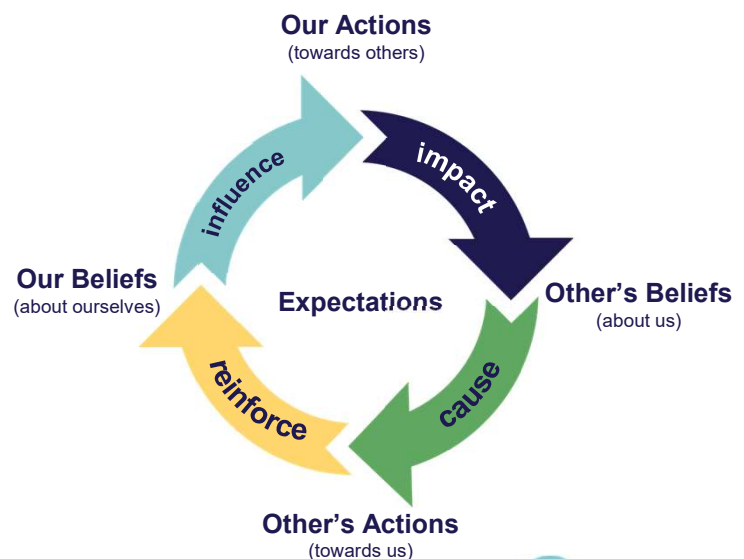 Our Actions
(towards others)
influence
impact
Our Beliefs
(about ourselves)
Expectations
Other’s Beliefs
(about us)
reinforce
cause
Other’s Actions
(towards us)